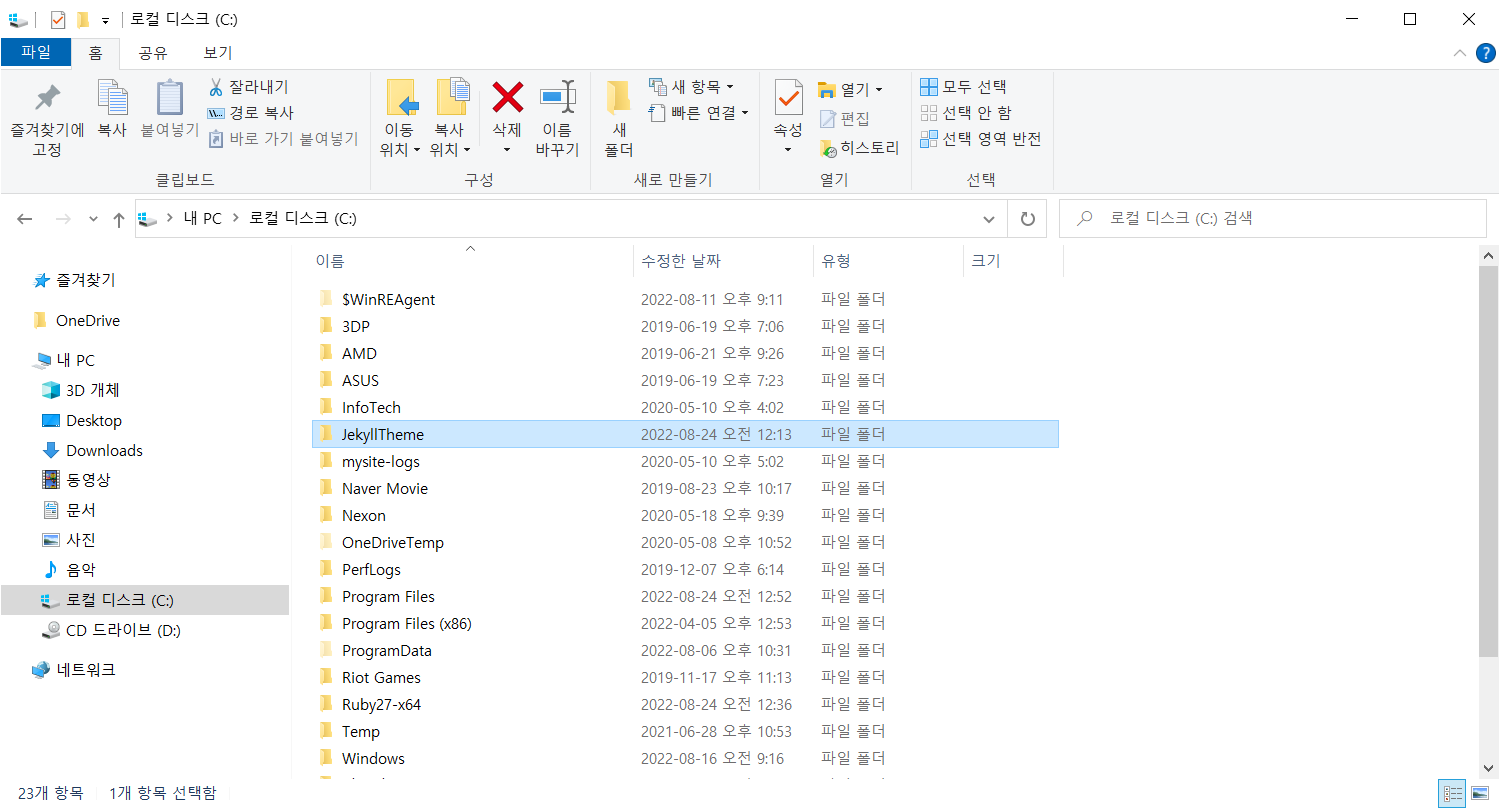 로컬 디스크 (C:)
파일 홈 공유 보기
즐겨찾기에 고정
복사
붙여넣기
잘라내기
경로 복사
바로 가기 붙여넣기
클립보드
이동 위치
복사 위치
삭제
이름 바꾸기
구성
새 폴더
새 항목
빠른 연결
새로 만들기
속성
열기
편집
히스토리
열기
모두 선택
선택 안 함
선택 영역 반전
선택
내 PC 로컬 디스크 (C:)
로컬 디스크 (C:) 검색
즐겨찾기
OneDrive
내 PC
3D 개체
Desktop
Downloads
동영상
문서
사진
음악
로컬 디스크 (C:)
CD 드라이브 (D:)
네트워크
이름 수정한 날짜 유형 크기
$WinREAgent 2022-08-11 오후 9:11 파일 폴더
3DP 2019-06-19 오후 7:06 파일 폴더
AMD 2019-06-21 오후 9:26 파일 폴더
ASUS 2019-06-19 오후 7:23 파일 폴더
InfoTech 2020-05-10 오후 4:02 파일 폴더
JekyllTheme 2022-08-24 오전 12:13 파일 폴더
mysite-logs 2020-05-10 오후 5:02 파일 폴더
Naver Movie 2019-08-23 오후 10:17 파일 폴더
Nexon 2020-05-18 오후 9:39 파일 폴더
OneDriveTemp 2020-05-08 오후 10:52 파일 폴더
PerfLogs 2019-12-07 오후 6:14 파일 폴더
Program Files 2022-08-24 오전 12:52 파일 폴더
Program Files (x86) 2022-04-05 오후 12:53 파일 폴더
ProgramData 2022-08-06 오후 10:31 파일 폴더
Riot Games 2019-11-17 오후 11:13 파일 폴더
Ruby27-x64 2022-08-24 오전 12:36 파일 폴더
Temp 2021-06-28 오후 10:53 파일 폴더
Windows 2022-08-16 오전 9:16 파일 폴더
23개 항목 1개 항목 선택함